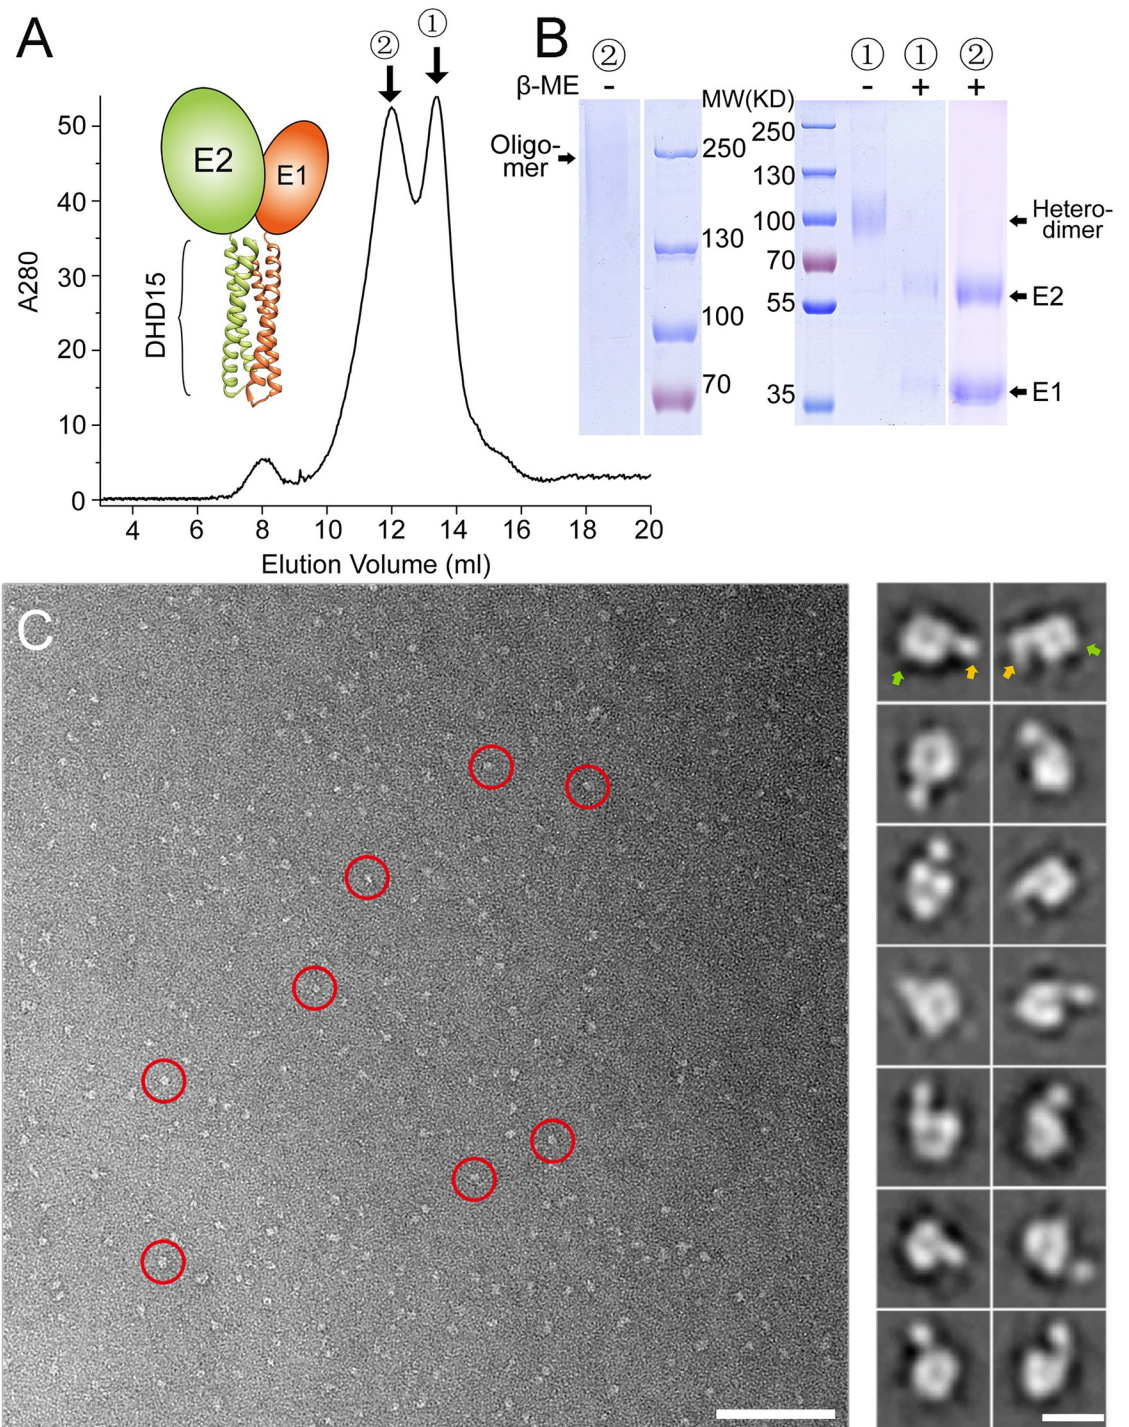 A
②
①
E2
E1
DHD15
A280
50
40
30
20
10
0
4 6 8 10 12 14 16 18 20
Elution Volume (ml)
B
②
①
①
②
β-ME
-
-
+
+
MW(KD)
Oligo-
mer
250
130
100
70
250
130
100
70
55
35
Hetero-
dimer
E2
E1
C